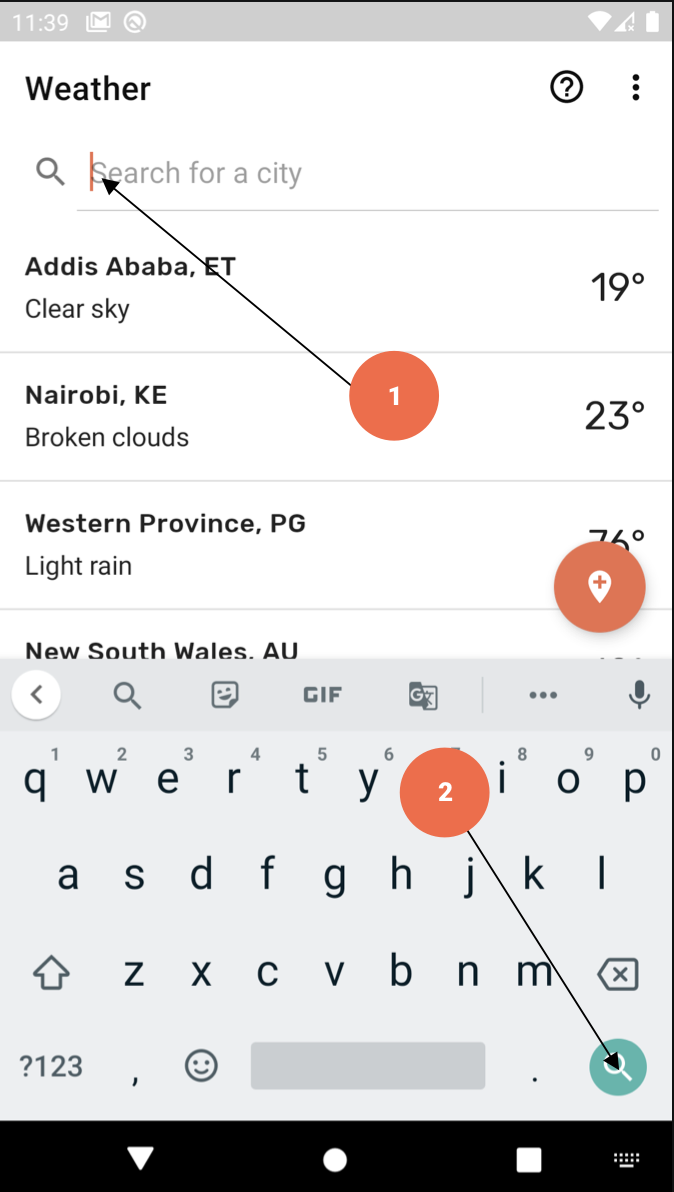 11:39
Weather
Search for a city
Addis Ababa, ET
19°
Clear sky
1
Nairobi, KE
23°
Broken clouds
Western Province, PG
76°
Light rain
New South Wales, AU
GIF
1 2 3 4 5 6 8 9 0
q w e r t y i o p
2
a s d f g h j k l
z x c v b n m
?123 , .